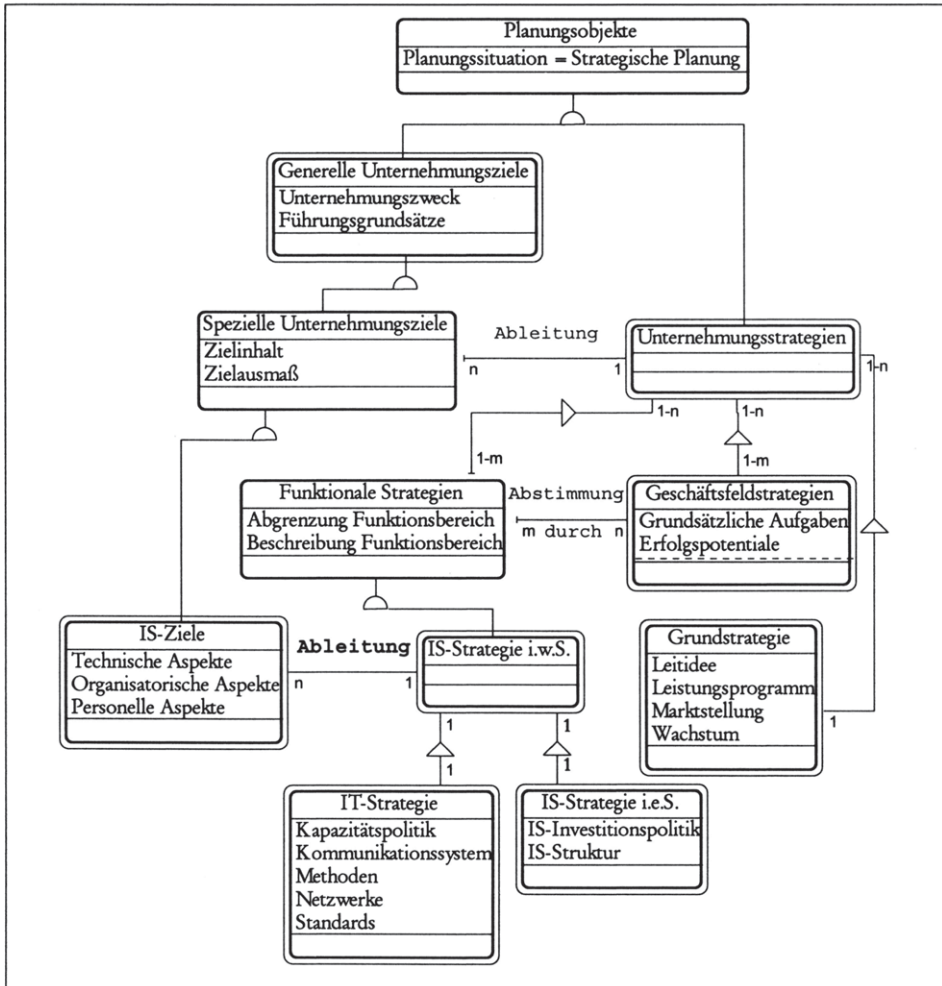 Planungsobjekte
Planungssituation = Strategische Planung
Generelle Unternehmungsziele
Unternehmungszweck
Führungsgrundsätze
Spezielle Unternehmungsziele
Zielinhalt
Zielausmaß
Ableitung
n
1
Unternehmungsstrategien
1-n
1-n
1-n
1-m
1-m
Funktionale Strategien
Abgrenzung Funktionsbereich
Beschreibung Funktionsbereich
Abstimmung
m durch n
Geschäftsfeldstrategien
Grundsätzliche Aufgaben
Erfolgspotentiale
IS-Ziele
Technische Aspekte
Organisatorische Aspekte
Personelle Aspekte
Ableitung
n
1
IS-Strategie i.w.S.
Grundstrategie
Leitidee
Leistungsprogramm
Marktstellung
Wachstum
1
1
1
1
1
IT-Strategie
Kapazitätspolitik
Kommunikationssystem
Methoden
Netzwerke
Standards
IS-Strategie i.e.S.
IS-Investitionspolitik
IS-Struktur